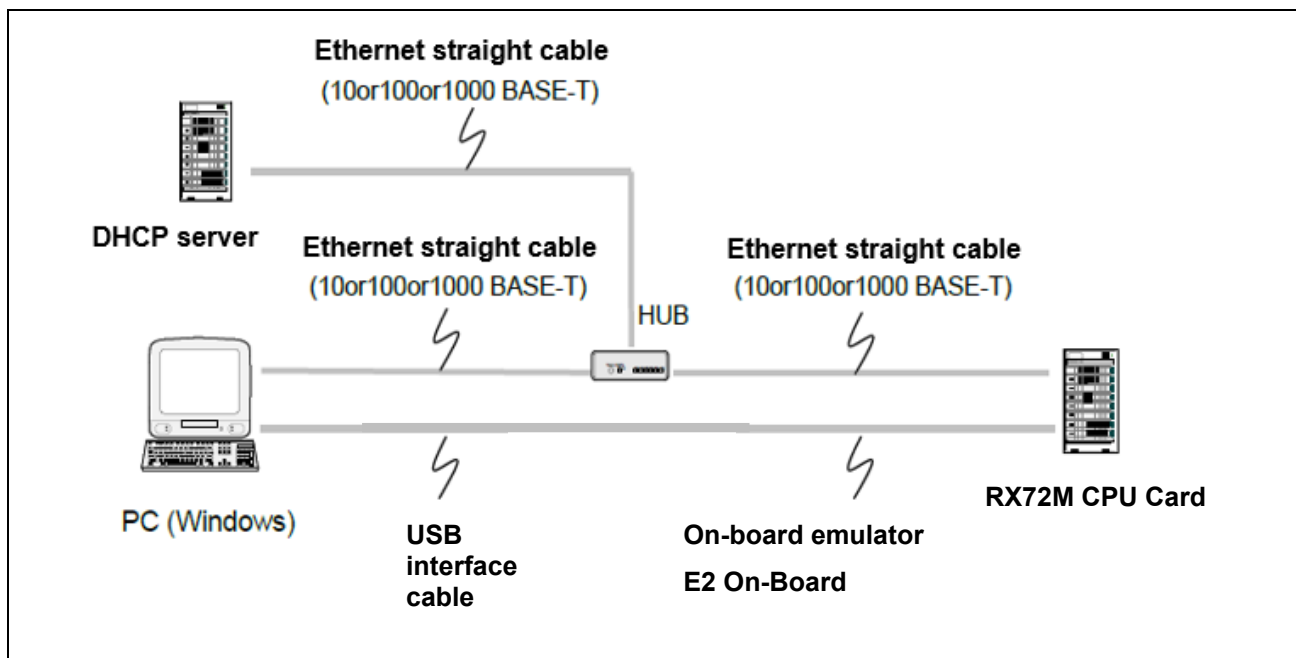 Ethernet straight cable
(10or100or1000 BASE-T)
DHCP server
Ethernet straight cable
(10or100or1000 BASE-T)
Ethernet straight cable
(10or100or1000 BASE-T)
HUB
PC (Windows)
RX72M CPU Card
USB
interface
cable
On-board emulator
E2 On-Board